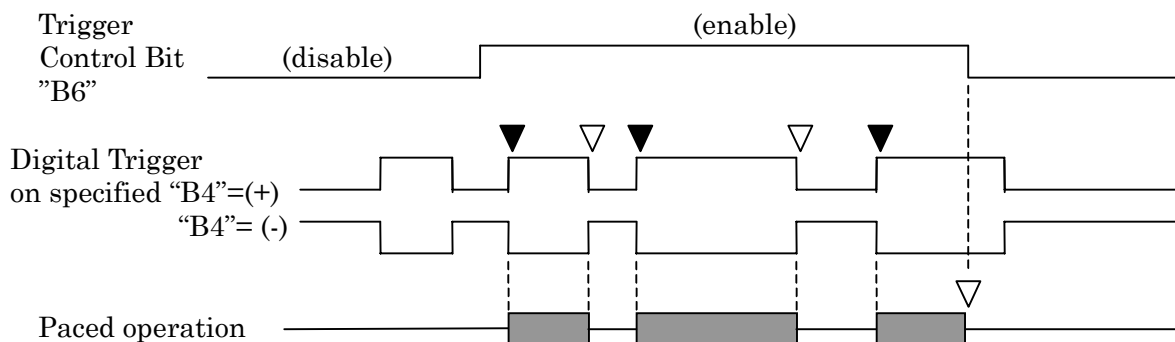 Trigger
Control Bit
”B6”
(disable)
(enable)
Digital Trigger
on specified “B4”=(+)
“B4”= (-)
Paced operation